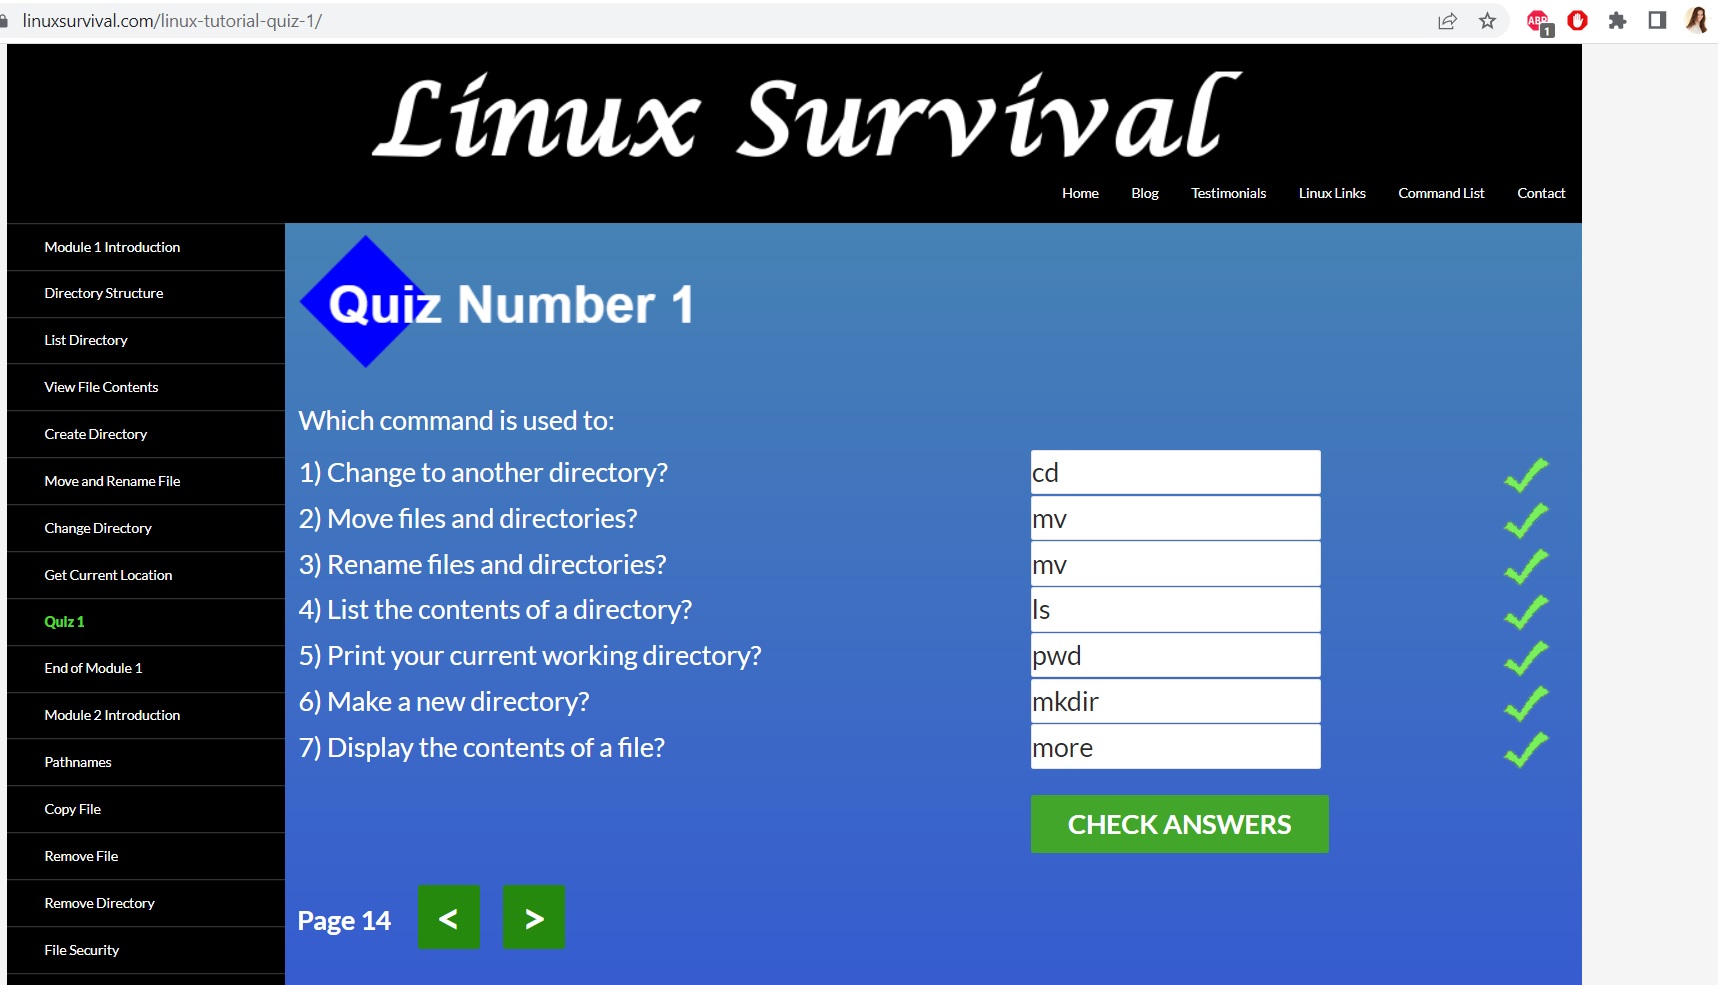 linuxsurvival.com/linux-tutorial-quiz-1/
ABP
1
Linux Survival
Home Blog Testimonials Linux Links Command List Contact
Module 1 Introduction
Directory Structure
List Directory
View File Contents
Create Directory
Move and Rename File
Change Directory
Get Current Location
Quiz 1
End of Module 1
Module 2 Introduction
Pathnames
Copy File
Remove File
Remove Directory
File Security
Quiz Number 1
Which command is used to:
1) Change to another directory? cd
2) Move files and directories? mv
3) Rename files and directories? mv
4) List the contents of a directory? ls
5) Print your current working directory? pwd
6) Make a new directory? mkdir
7) Display the contents of a file? more
CHECK ANSWERS
Page 14 < >